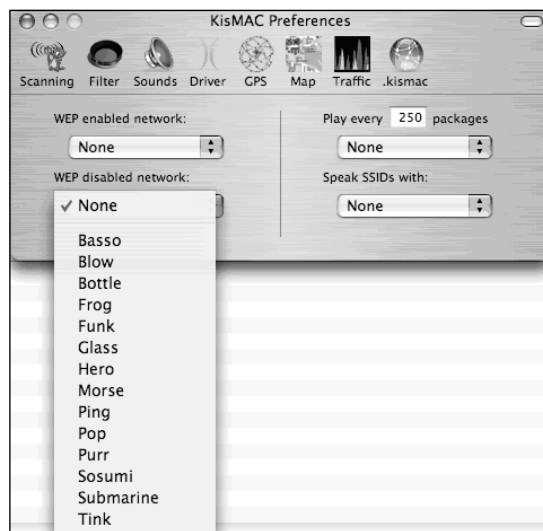 KisMAC Preferences
Scanning Filter Sounds Driver GPS Map Traffic .kismac
WEP enabled network:
None
WEP disabled network:
✓ None
Basso
Blow
Bottle
Frog
Funk
Glass
Hero
Morse
Ping
Pop
Purr
Sosumi
Submarine
Tink
Play every 250 packages
None
Speak SSIDs with:
None